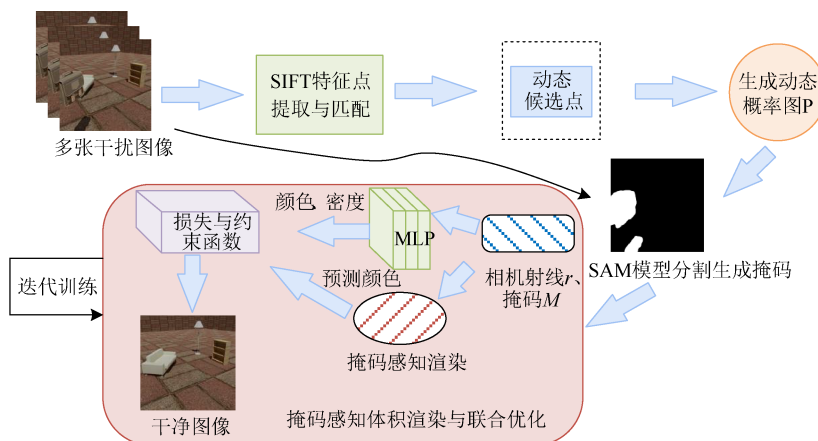 SIFT特征点
提取与匹配
动态
候选点
生成动态
概率图P
多张干扰图像
SAM模型分割生成掩码
颜色、密度
损失与约
束函数
MLP
相机射线r、
掩码M
预测颜色
迭代训练
掩码感知渲染
干净图像
掩码感知体积渲染与联合优化